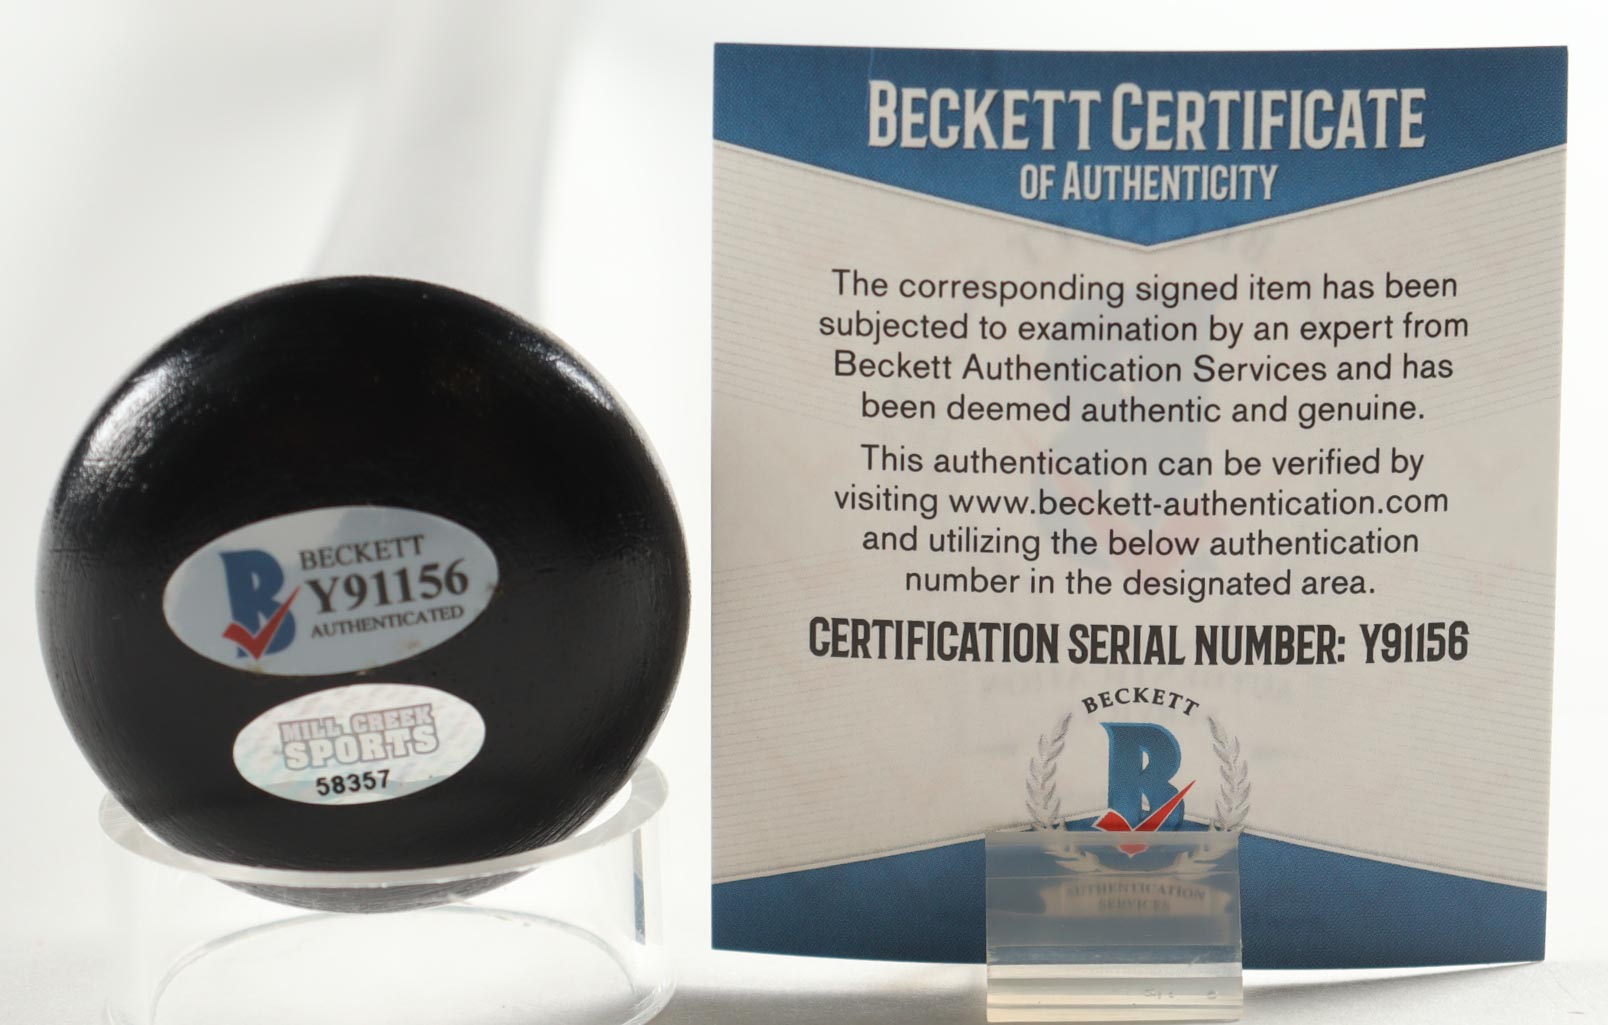 BECKETT
Y91156
AUTHENTICATED
MILL CREEK
SPORTS
58357
BECKETT CERTIFICATE
OF AUTHENTICITY
The corresponding signed item has been
subjected to examination by an expert from
Beckett Authentication Services and has
been deemed authentic and genuine.
This authentication can be verified by
visiting www.beckett-authentication.com
and utilizing the below authentication
number in the designated area.
CERTIFICATION SERIAL NUMBER: Y91156
BECKETT
B
AUTHENTICATION
SERVICES